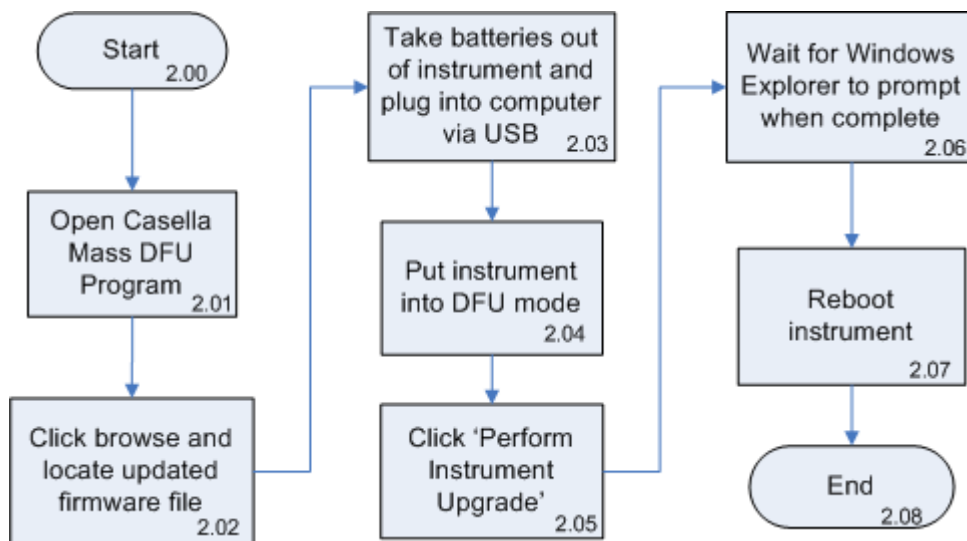 Start
2.00
Open Casella
Mass DFU
Program
2.01
Click browse and
locate updated
firmware file
2.02
Take batteries out
of instrument and
plug into computer
via USB
2.03
Put instrument
into DFU mode
2.04
Click ‘Perform
Instrument
Upgrade’
2.05
Wait for Windows
Explorer to prompt
when complete
2.06
Reboot
instrument
2.07
End
2.08